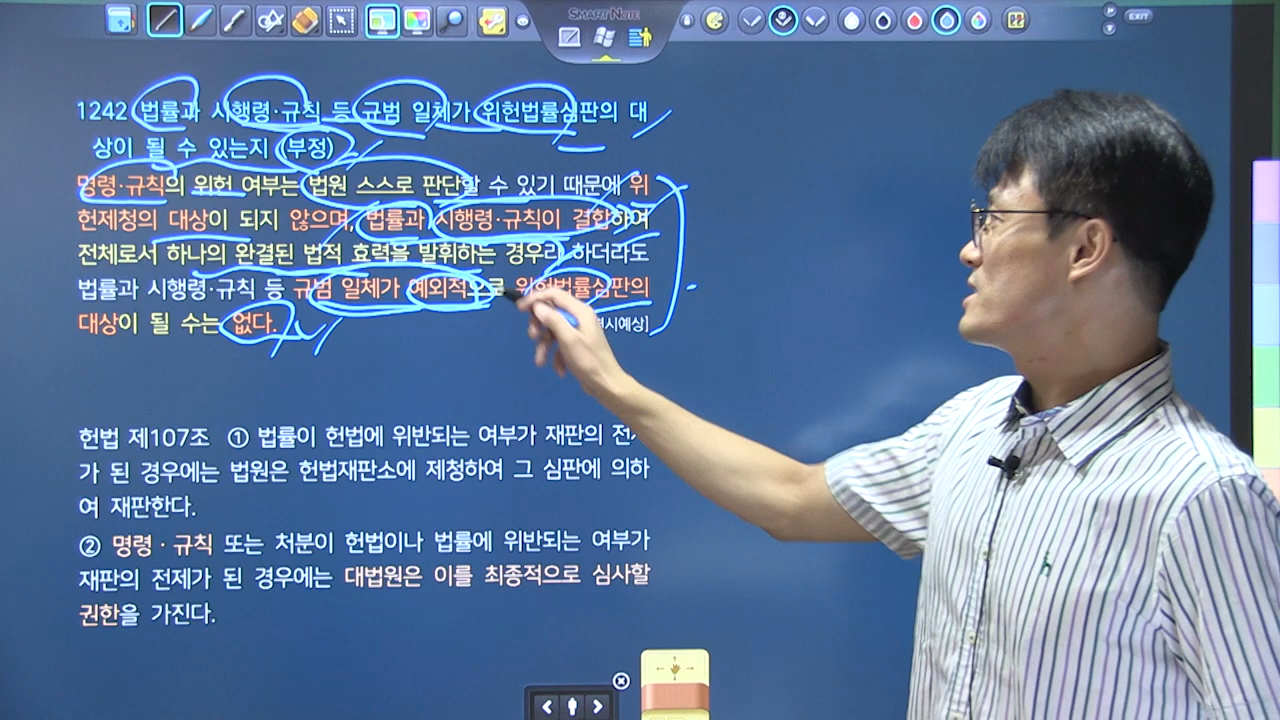 SMART NOTE
EXIT
1242 법률과 시행령·규칙 등 규범 일체가 위헌법률심판의 대
상이 될 수 있는지 (부정)
명령·규칙의 위헌 여부는 법원 스스로 판단할 수 있기 때문에 위
헌제청의 대상이 되지 않으며, 법률과 시행령·규칙이 결합하여
전체로서 하나의 완결된 법적 효력을 발휘하는 경우라 하더라도
법률과 시행령·규칙 등 규범 일체가 예외적으로 위헌법률심판의
대상이 될 수는 없다. 시예상]
헌법 제107조 ① 법률이 헌법에 위반되는 여부가 재판의
가 된 경우에는 법원은 헌법재판소에 제청하여 그 심판에 의하
여 재판한다.
② 명령·규칙 또는 처분이 헌법이나 법률에 위반되는 여부가
재판의 전제가 된 경우에는 대법원은 이를 최종적으로 심사할
권한을 가진다.